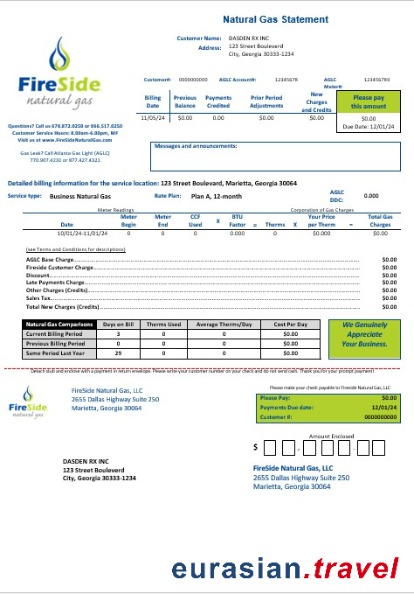 Natural Gas Statement
Customer Name: DASDEN RX INC
Address: 123 Street Boulevard
City, Georgia 30333-1234
FireSide
natural gas
Customer#: 0000000000 AGL Account#: 12345678 AGL Meter#: 123456789
Billing Date Previous Balance Payments Credited Prior Period Adjustments New Charges and Credits Please pay this amount
11/05/24 $0.00 0.00 $0.00 $0.00 $0.00
Due Date: 12/01/24
Questions? Call us 678.872.0250 or 866.517.0250
Customer Service Hours: 8.00am-6.00pm, MF
Visit us at www.FireSideNaturalGas.com
Gas Leak? Call Atlanta Gas Light (AGLC)
770.907.4231 or 877.427.4321
Messages and announcements:
Detailed billing information for the service location: 123 Street Boulevard, Marietta, Georgia 30064
Service type: Business Natural Gas Rate Plan: Plan A, 12-month AGLC DDC: 0.000
Meter Readings Corporation of Gas Charges
Date Meter Begin Meter End CCF Used X BTU Factor = Therms X Your Price per Therm = Total Gas Charges
10/01/24-11/01/24 0 0 0 0.000 0 $0.000 $0.00
(see Terms and Conditions for descriptions)
AGLC Base Charge $0.00
Fireside Customer Charge $0.00
Discount $0.00
Late Payments Charge $0.00
Other Charges (Credits) $0.00
Sales Tax $0.00
Total New Charges (Credits) $0.00
Natural Gas Comparisons Days on Bill Therms Used Average Therms/Day Cost Per Day
Current Billing Period 3 0 0 $0.00
Previous Billing Period 0 0 0 $0.00
Same Period Last Year 29 0 0 $0.00
We Genuinely
Appreciate
Your Business.
Detach stub and enclose with a payment in return envelope. Please write your customer number on your check and do not send cash. Thank you for your prompt payment!
FireSide
natural gas
FireSide Natural Gas, LLC
2655 Dallas Highway Suite 250
Marietta, Georgia 30064
Please make your check payable to Fireside Natural Gas, LLC
Please Pay: $0.00
Payments Due date: 12/01/24
Customer #: 0000000000
Amount Enclosed
$
DASDEN RX INC
123 Street Boulevard
City, Georgia 30333-1234
FireSide Natural Gas, LLC
2655 Dallas Highway Suite 250
Marietta, Georgia 30064
eurasian.travel